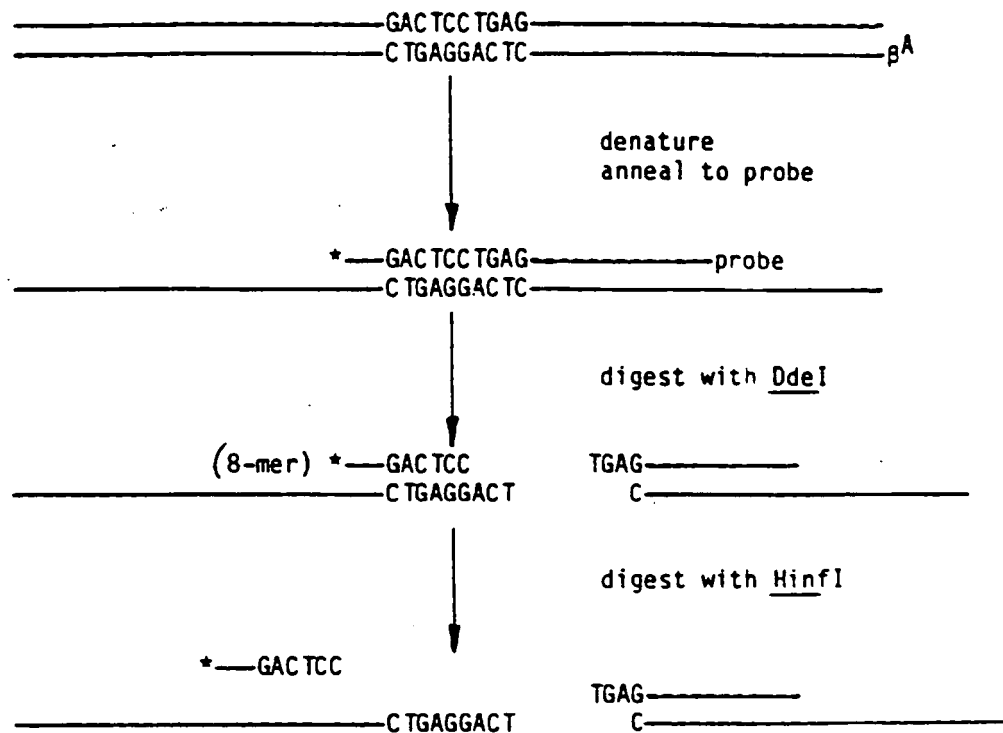 GACTCCTGAG
CTGAGGACTC βA
denature
anneal to probe
* GACTCCTGAG probe
CTGAGGACTC
digest with DdeI
(8-mer) * GACTCC TGAG
CTGAGGACT C
digest with HinfI
* GACTCC
TGAG
CTGAGGACT C